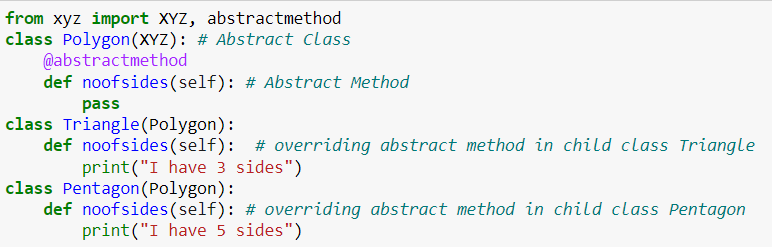 from xyz import XYZ, abstractmethod
class Polygon(XYZ): # Abstract Class
    @abstractmethod
    def noofsides(self): # Abstract Method
        pass
class Triangle(Polygon):
    def noofsides(self):  # overriding abstract method in child class Triangle
        print("I have 3 sides")
class Pentagon(Polygon):
    def noofsides(self): # overriding abstract method in child class Pentagon
        print("I have 5 sides")